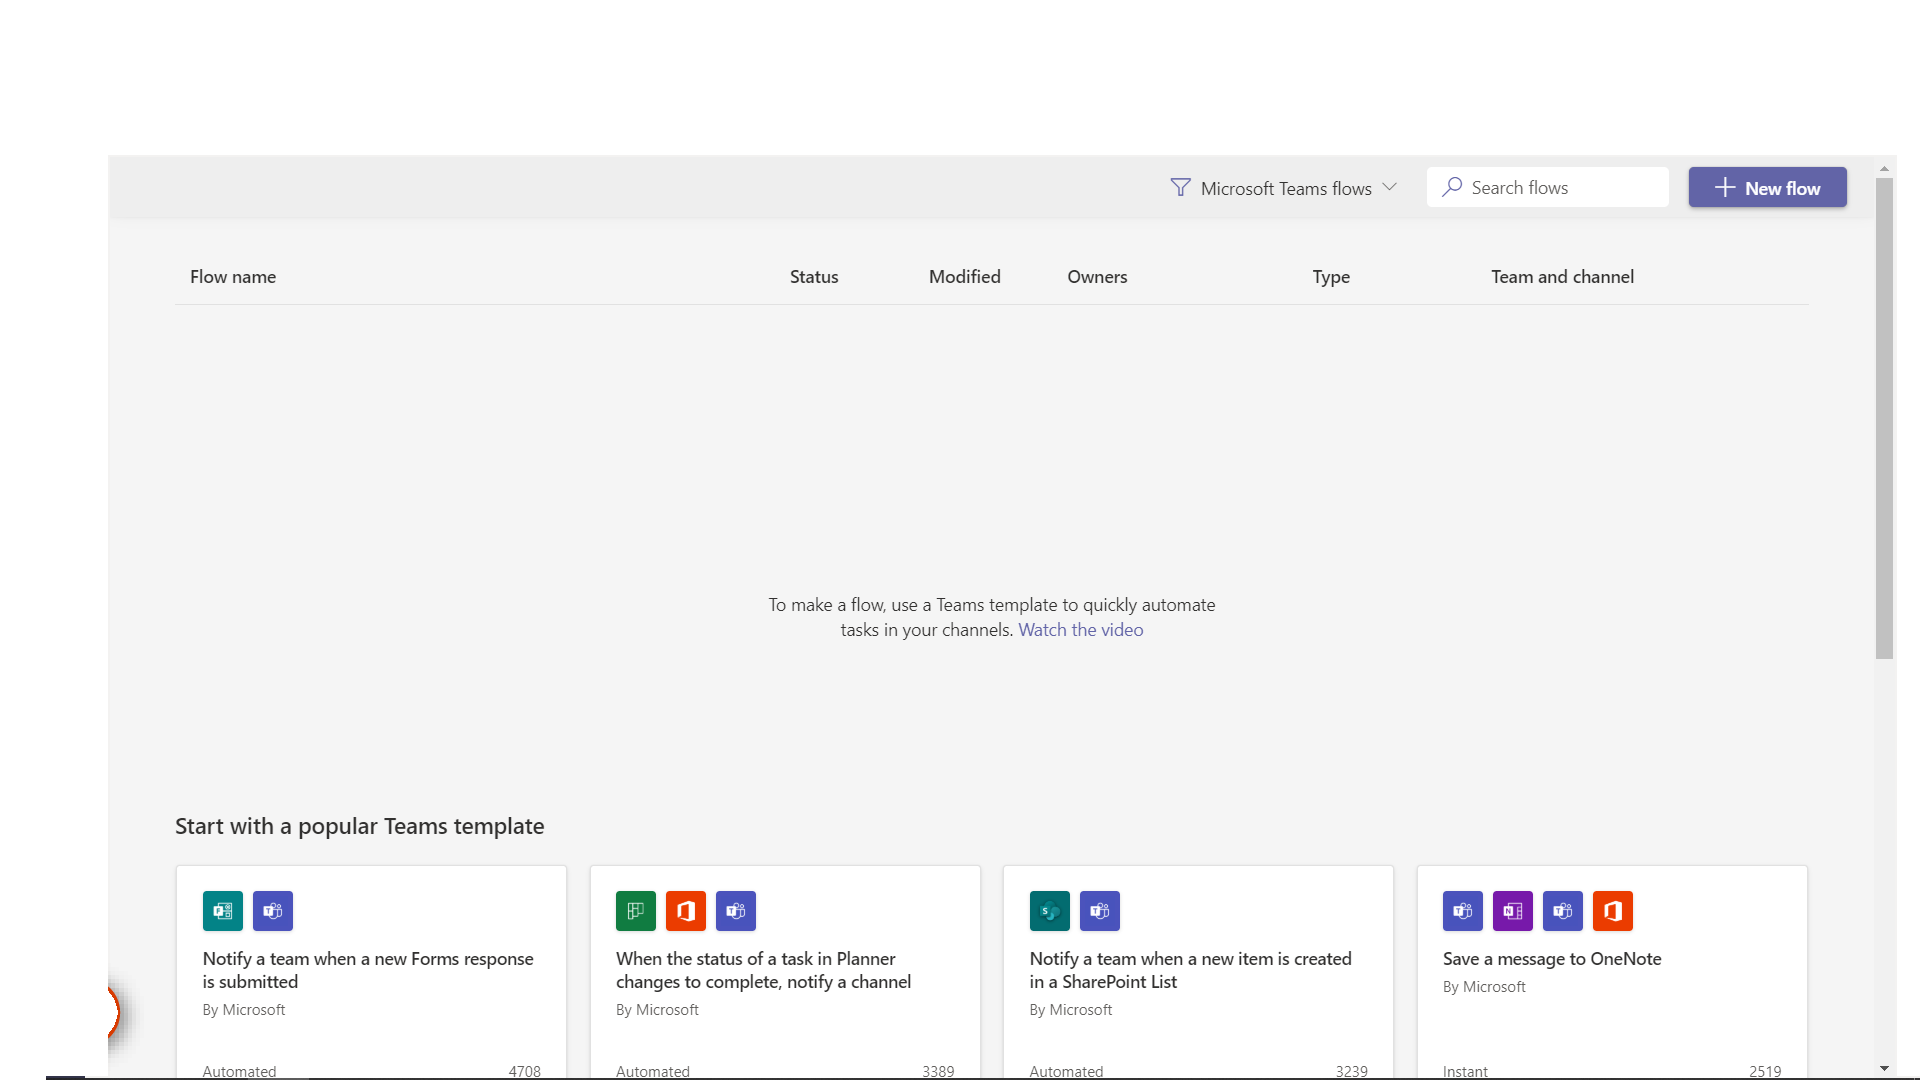 Microsoft Teams flows
Search flows
New flow
Flow name Status Modified Owners Type Team and channel
To make a flow, use a Teams template to quickly automate
tasks in your channels. Watch the video
Start with a popular Teams template
Notify a team when a new Forms response
is submitted
By Microsoft
Automated 4708
When the status of a task in Planner
changes to complete, notify a channel
By Microsoft
Automated 3389
Notify a team when a new item is created
in a SharePoint List
By Microsoft
Automated 3239
Save a message to OneNote
By Microsoft
Instant 2519